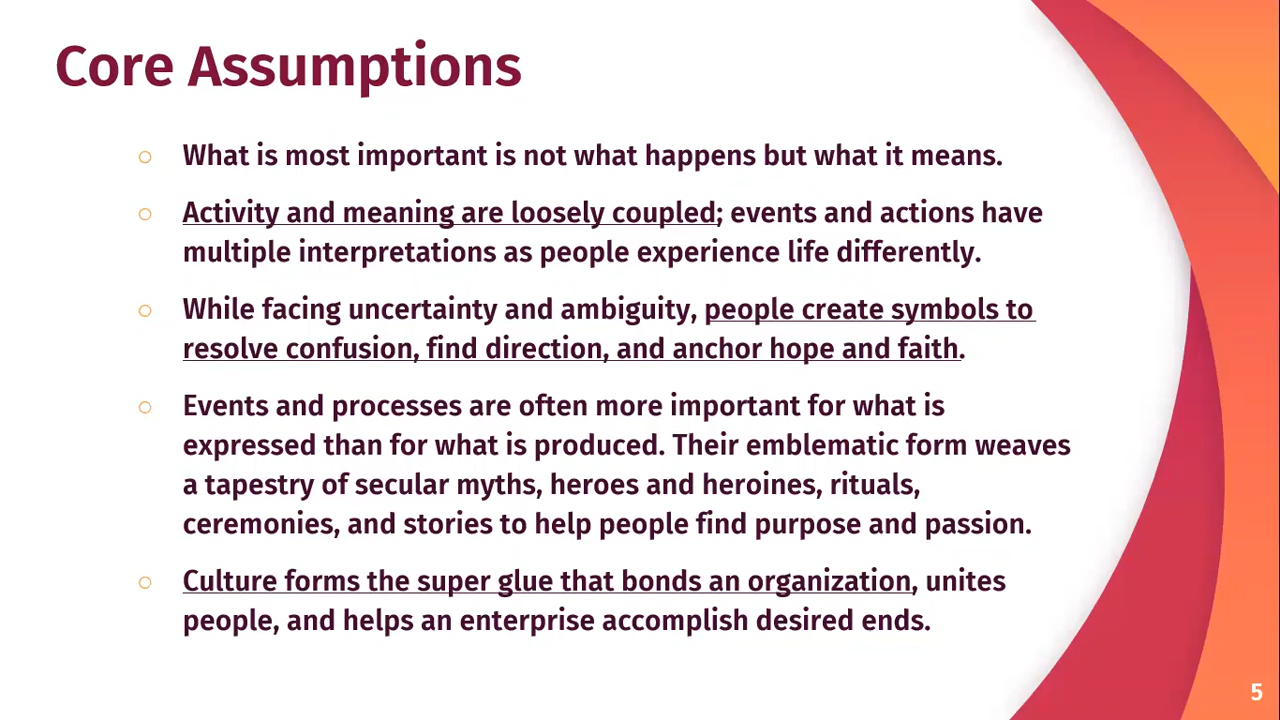 Core Assumptions
○ What is most important is not what happens but what it means.
○ Activity and meaning are loosely coupled; events and actions have
multiple interpretations as people experience life differently.
○ While facing uncertainty and ambiguity, people create symbols to
resolve confusion, find direction, and anchor hope and faith.
○ Events and processes are often more important for what is
expressed than for what is produced. Their emblematic form weaves
a tapestry of secular myths, heroes and heroines, rituals,
ceremonies, and stories to help people find purpose and passion.
○ Culture forms the super glue that bonds an organization, unites
people, and helps an enterprise accomplish desired ends.
5